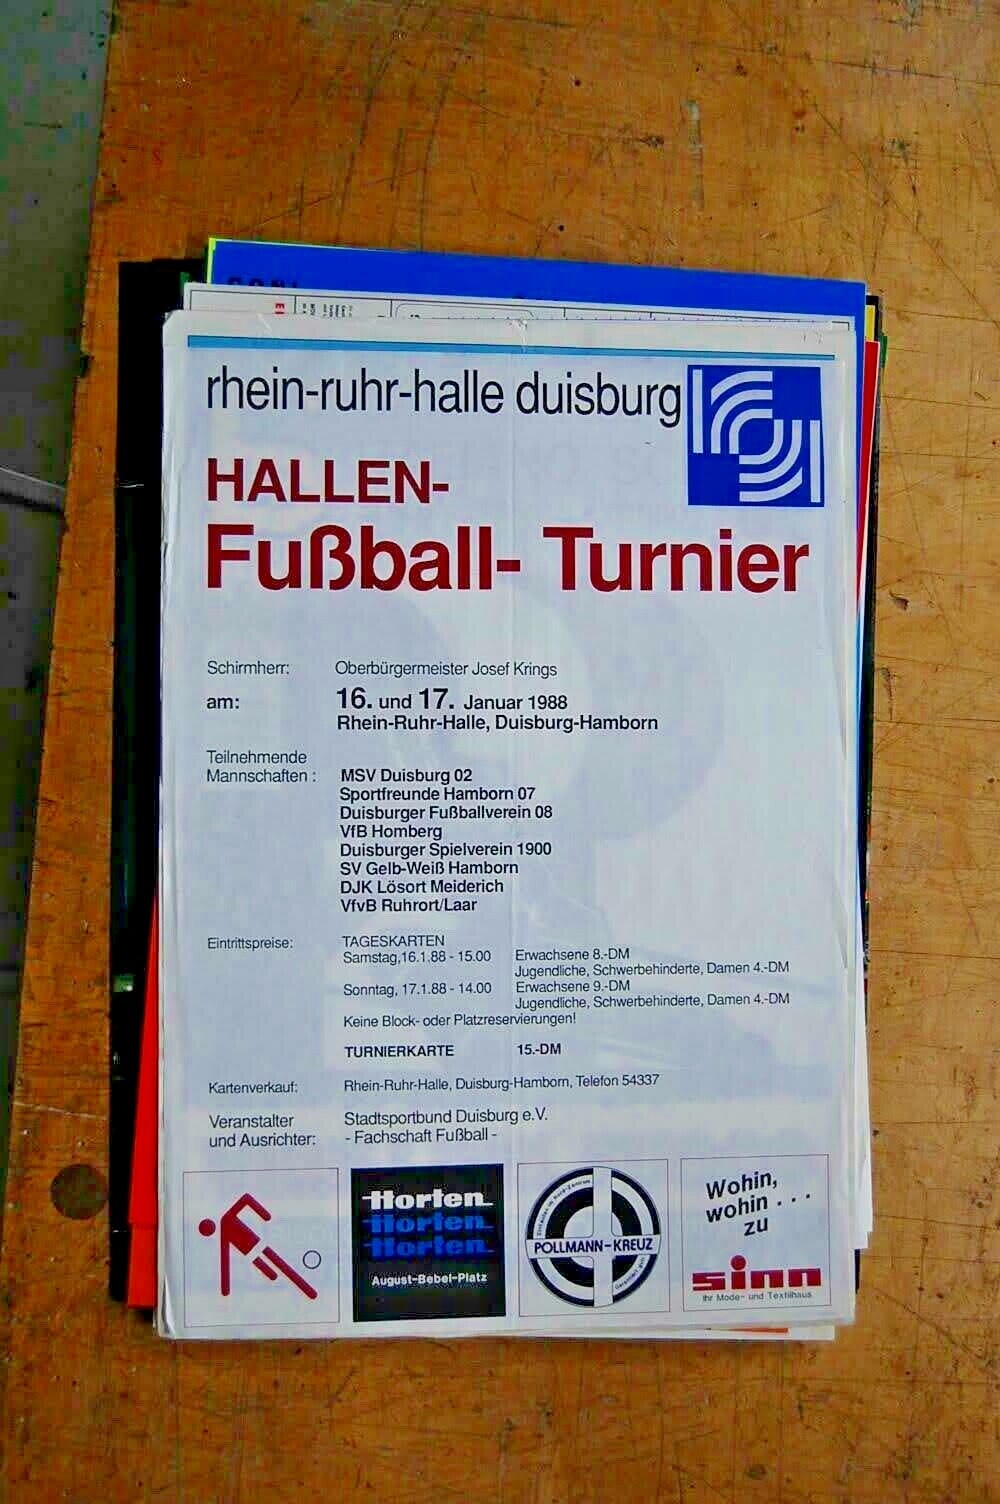 rhein-ruhr-halle duisburg
HALLEN-
Fußball- Turnier
Schirmherr: Oberbürgermeister Josef Krings
am: 16. und 17. Januar 1988
Rhein-Ruhr-Halle, Duisburg-Hamborn
Teilnehmende
Mannschaften : MSV Duisburg 02
Sportfreunde Hamborn 07
Duisburger Fußballverein 08
VfB Homberg
Duisburger Spielverein 1900
SV Gelb-Weiß Hamborn
DJK Lösort Meiderich
VfvB Ruhrort/Laar
Eintrittspreise: TAGESKARTEN
Samstag,16.1.88 - 15.00 Erwachsene 8.-DM
Jugendliche, Schwerbehinderte, Damen 4.-DM
Sonntag, 17.1.88 - 14.00 Erwachsene 9.-DM
Jugendliche, Schwerbehinderte, Damen 4.-DM
Keine Block- oder Platzreservierungen!
TURNIERKARTE 15.-DM
Kartenverkauf: Rhein-Ruhr-Halle, Duisburg-Hamborn, Telefon 54337
Veranstalter Stadtsportbund Duisburg e.V.
und Ausrichter: - Fachschaft Fußball -
Horten
Horten
Horten
August-Bebel-Platz
POLLMANN-KREUZ
Wohin,
wohin . . .
zu
sinn
Ihr Mode- und Textilhaus